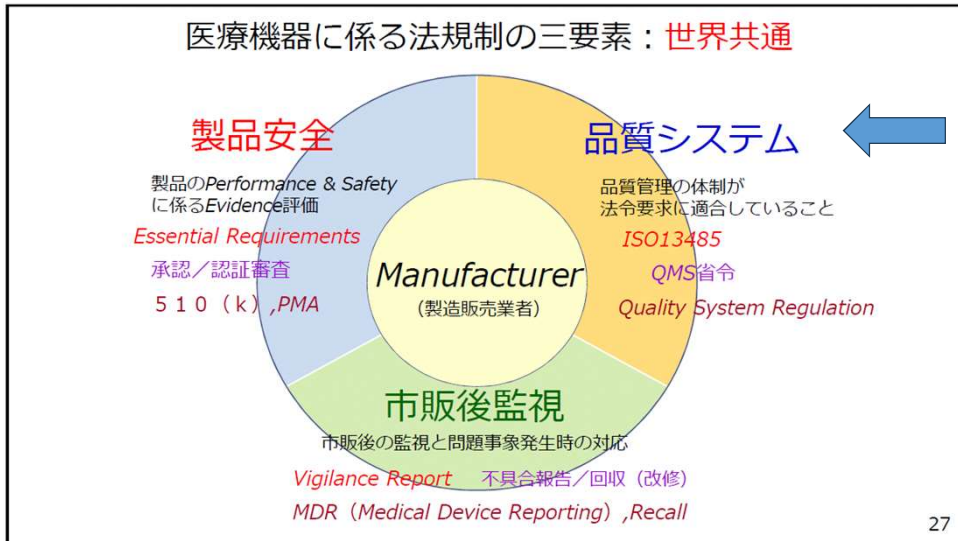 医療機器に係る法規制の三要素：世界共通
製品安全
製品のPerformance & Safety
に係るEvidence評価
Essential Requirements
承認／認証審査
５１０（ｋ）,PMA
品質システム
品質管理の体制が
法令要求に適合していること
ISO13485
QMS省令
Quality System Regulation
Manufacturer
（製造販売業者）
市販後監視
市販後の監視と問題事象発生時の対応
Vigilance Report　不具合報告／回収（改修）
MDR（Medical Device Reporting）,Recall
27